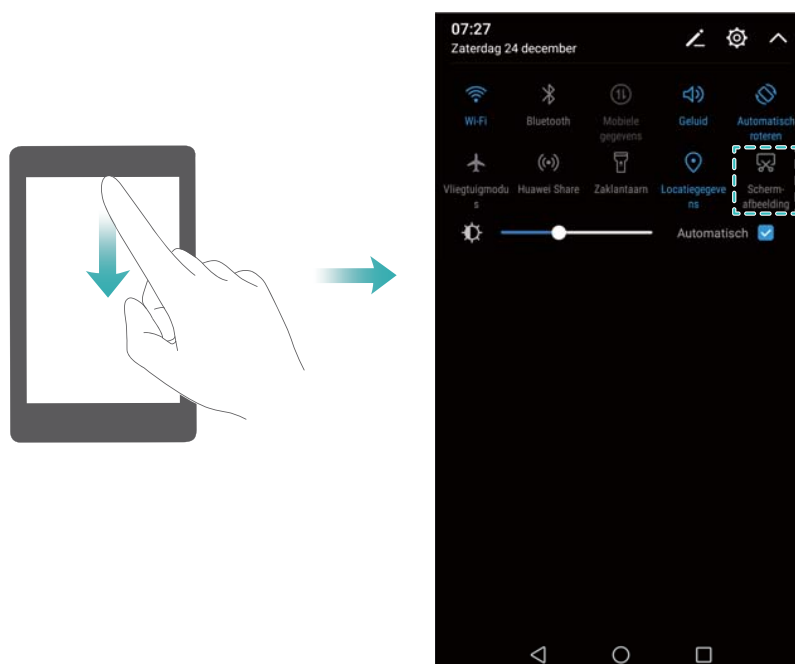 07:27
Zaterdag 24 december
Wi-Fi
Bluetooth
Mobiele
gegevens
Geluid
Automatisch
roteren
Vliegtuigmodu
s
Huawei Share
Zaklantaarn
Locatiegegeve
ns
Scherm-
afbeelding
Automatisch